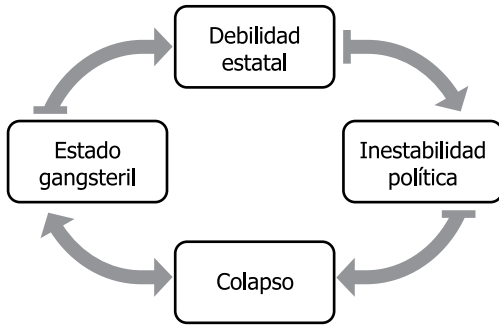 Debilidad
estatal
Estado
gangsteril
Inestabilidad
política
Colapso